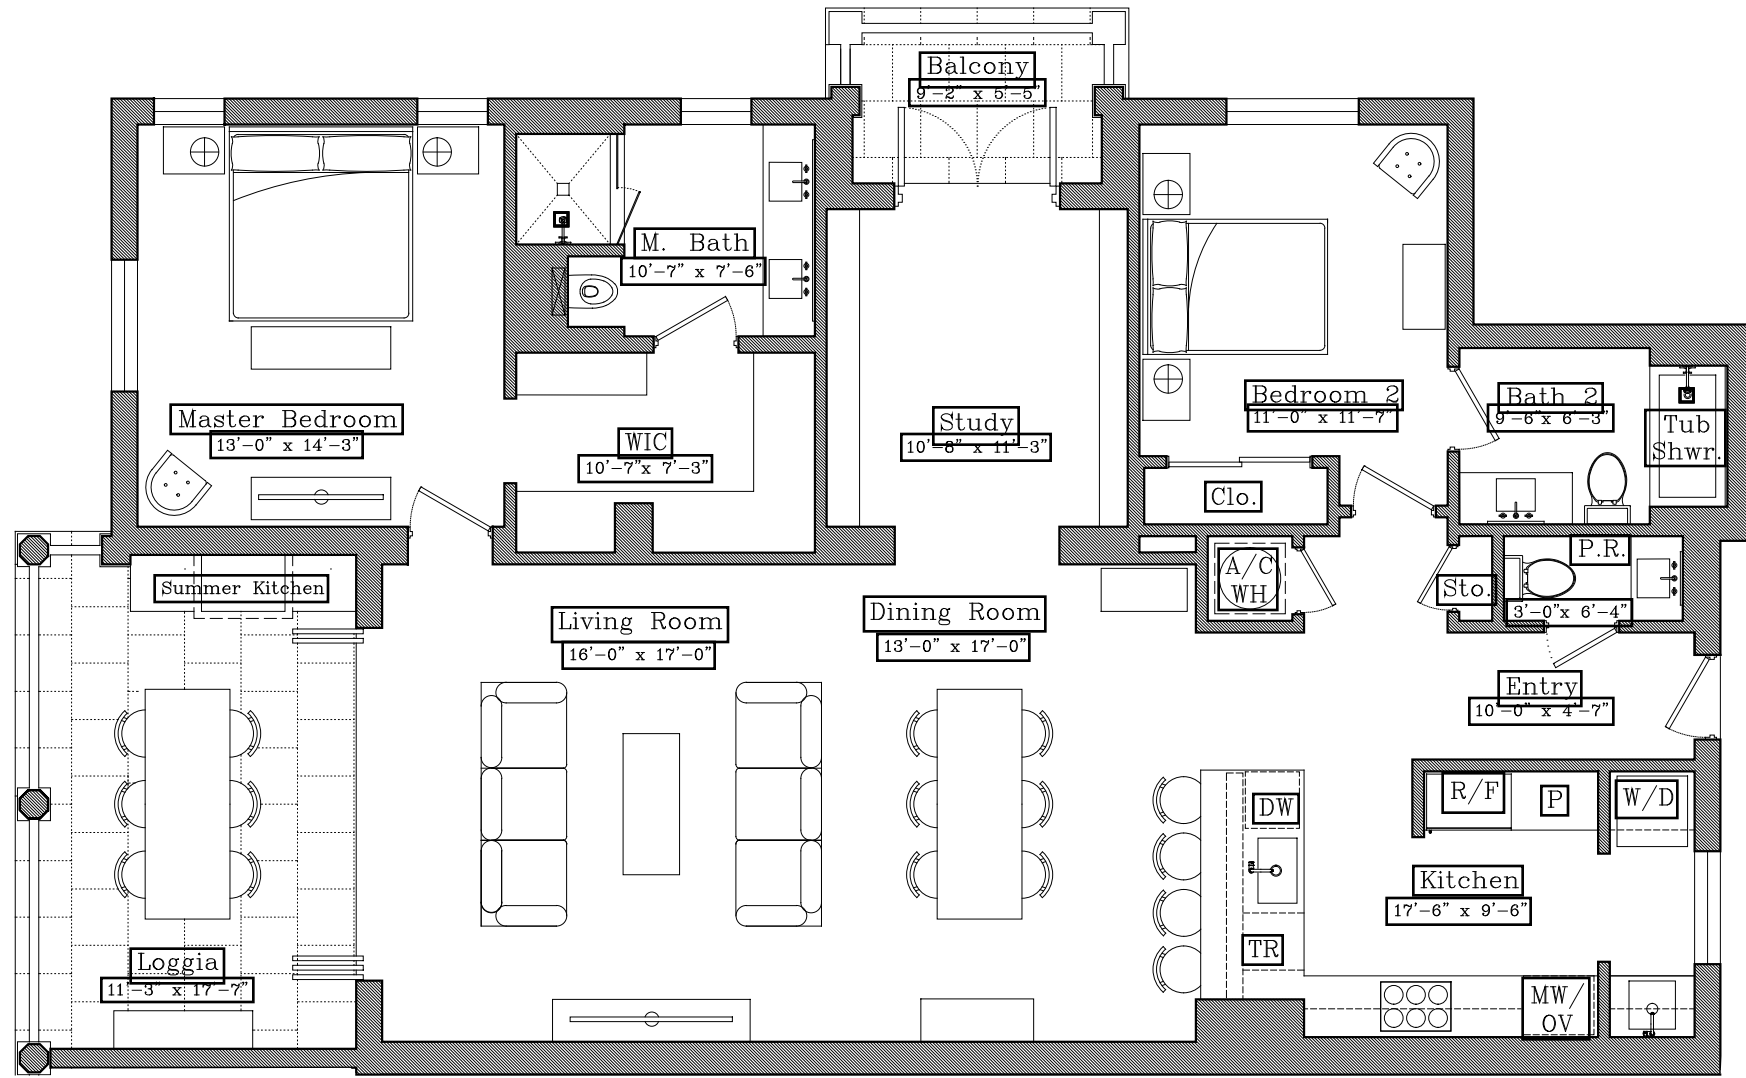 Balcony
9'-2" x 5'-5"
M. Bath
10'-7" x 7'-6"
Master Bedroom
13'-0" x 14'-3"
WIC
10'-7"x 7'-3"
Study
10'-8" x 11'-3"
Bedroom 2
11'-0" x 11'-7"
Bath 2
9'-6"x 6'-3"
Tub
Shwr.
Clo.
A/C
WH
Sto.
P.R.
3'-0"x 6'-4"
Summer Kitchen
Living Room
16'-0" x 17'-0"
Dining Room
13'-0" x 17'-0"
Entry
10'-0" x 4'-7"
R/F
P
W/D
DW
Kitchen
17'-6" x 9'-6"
TR
MW/
OV
Loggia
11'-3" x 17'-7"